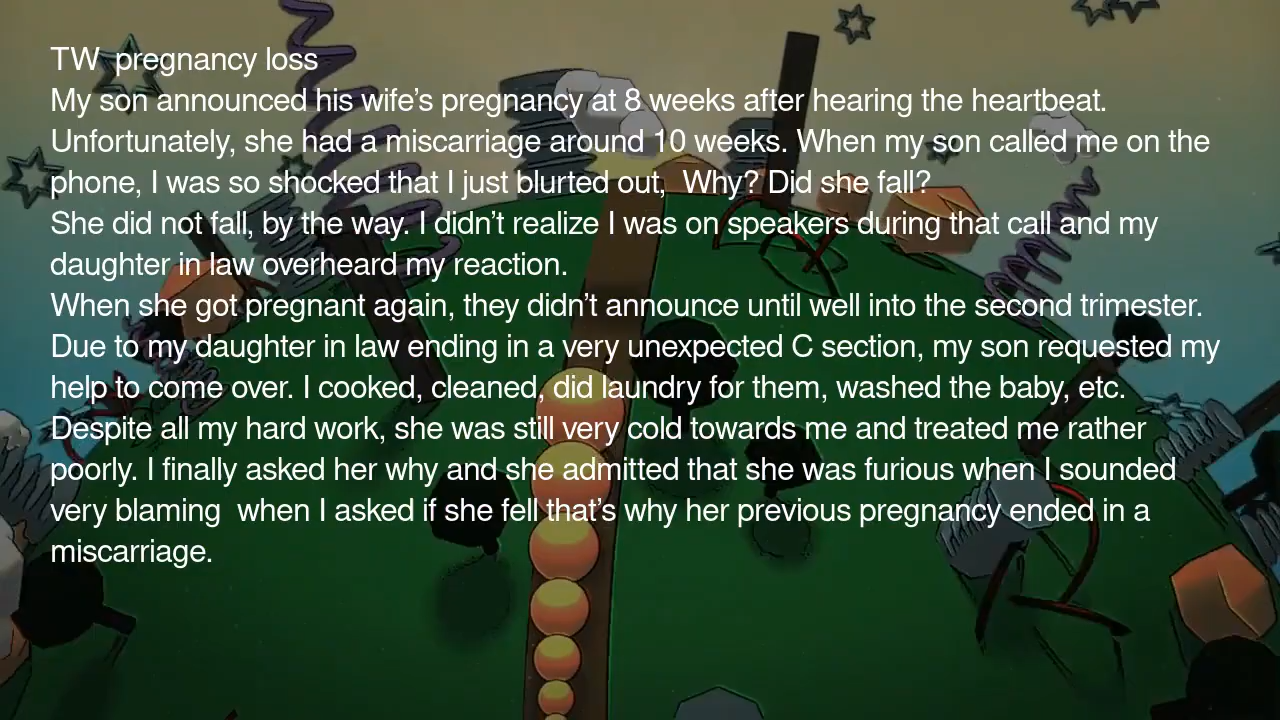 TW  pregnancy loss
My son announced his wife's pregnancy at 8 weeks after hearing the heartbeat.
Unfortunately, she had a miscarriage around 10 weeks. When my son called me on the
phone, I was so shocked that I just blurted out,  Why? Did she fall?
She did not fall, by the way. I didn't realize I was on speakers during that call and my
daughter in law overheard my reaction.
When she got pregnant again, they didn't announce until well into the second trimester.
Due to my daughter in law ending in a very unexpected C section, my son requested my
help to come over. I cooked, cleaned, did laundry for them, washed the baby, etc.
Despite all my hard work, she was still very cold towards me and treated me rather
poorly. I finally asked her why and she admitted that she was furious when I sounded
very blaming  when I asked if she fell that's why her previous pregnancy ended in a
miscarriage.